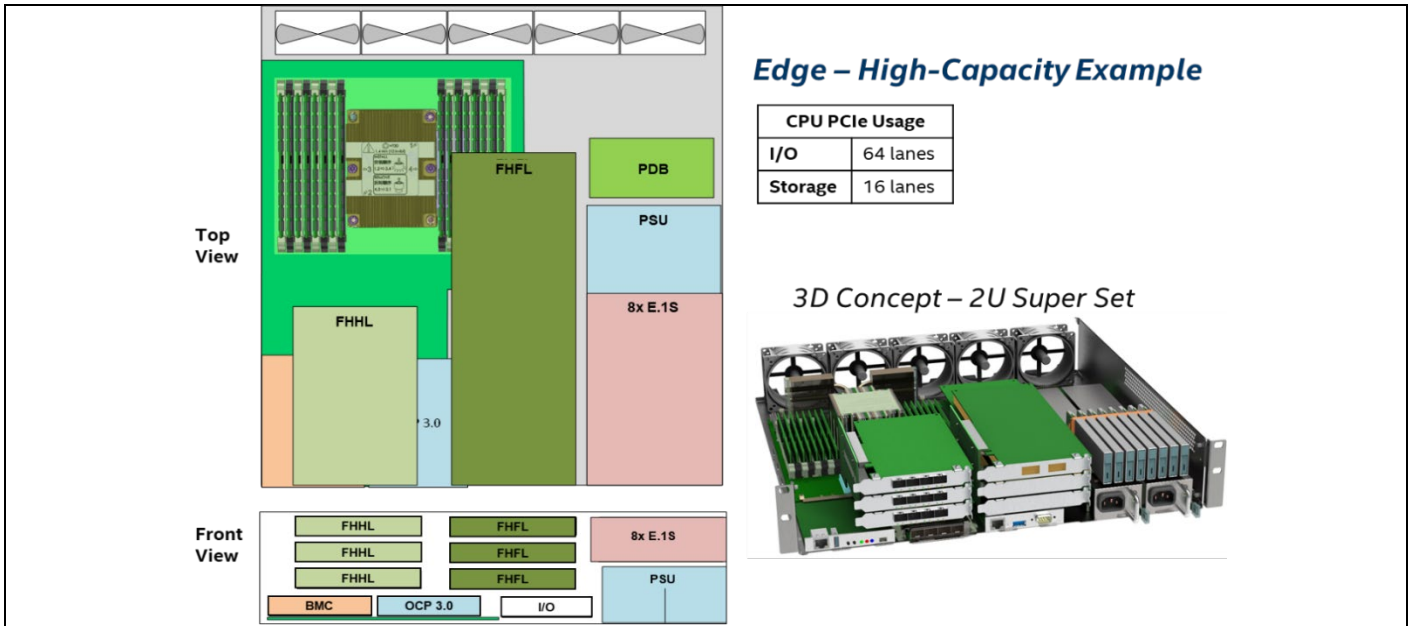 Edge – High-Capacity Example
CPU PCIe Usage
I/O 64 lanes
Storage 16 lanes
Top
View
FHFL
PDB
PSU
8x E.1S
FHHL
3.0
3D Concept – 2U Super Set
Front
View
FHHL FHFL 8x E.1S
FHHL FHFL
FHHL FHFL PSU
BMC OCP 3.0 I/O